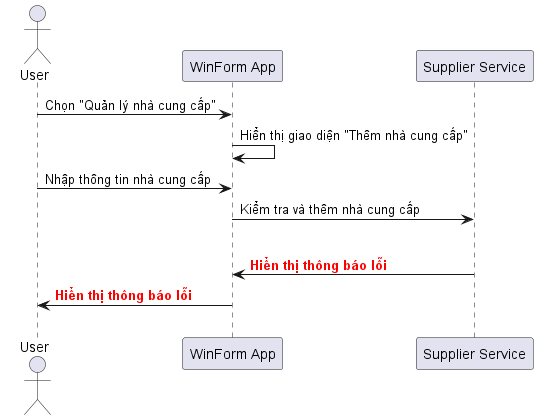 User
WinForm App
Supplier Service
Chọn "Quản lý nhà cung cấp"
Hiển thị giao diện "Thêm nhà cung cấp"
Nhập thông tin nhà cung cấp
Kiểm tra và thêm nhà cung cấp
Hiển thị thông báo lỗi
Hiển thị thông báo lỗi
User
WinForm App
Supplier Service